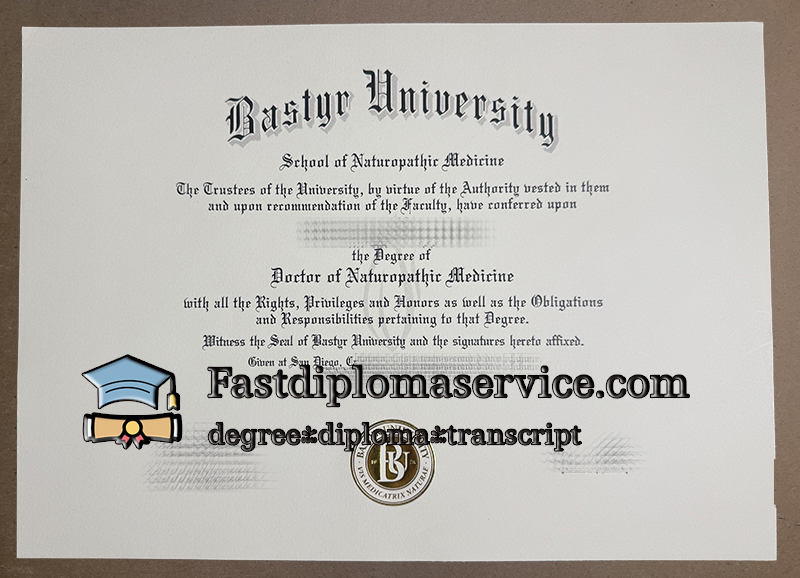 Bastyr University
School of Naturopathic Medicine
The Trustees of the University, by virtue of the Authority vested in them
and upon recommendation of the Faculty, have conferred upon
the Degree of
Doctor of Naturopathic Medicine
with all the Rights, Privileges and Honors as well as the Obligations
and Responsibilities pertaining to that Degree.
Witness the Seal of Bastyr University and the signatures hereto affixed.
Given at San Diego,
Fastdiplomaservice.com
degree*diploma*transcript
UNIVERSITY
BU
VIS MEDICATRIX NATURAE